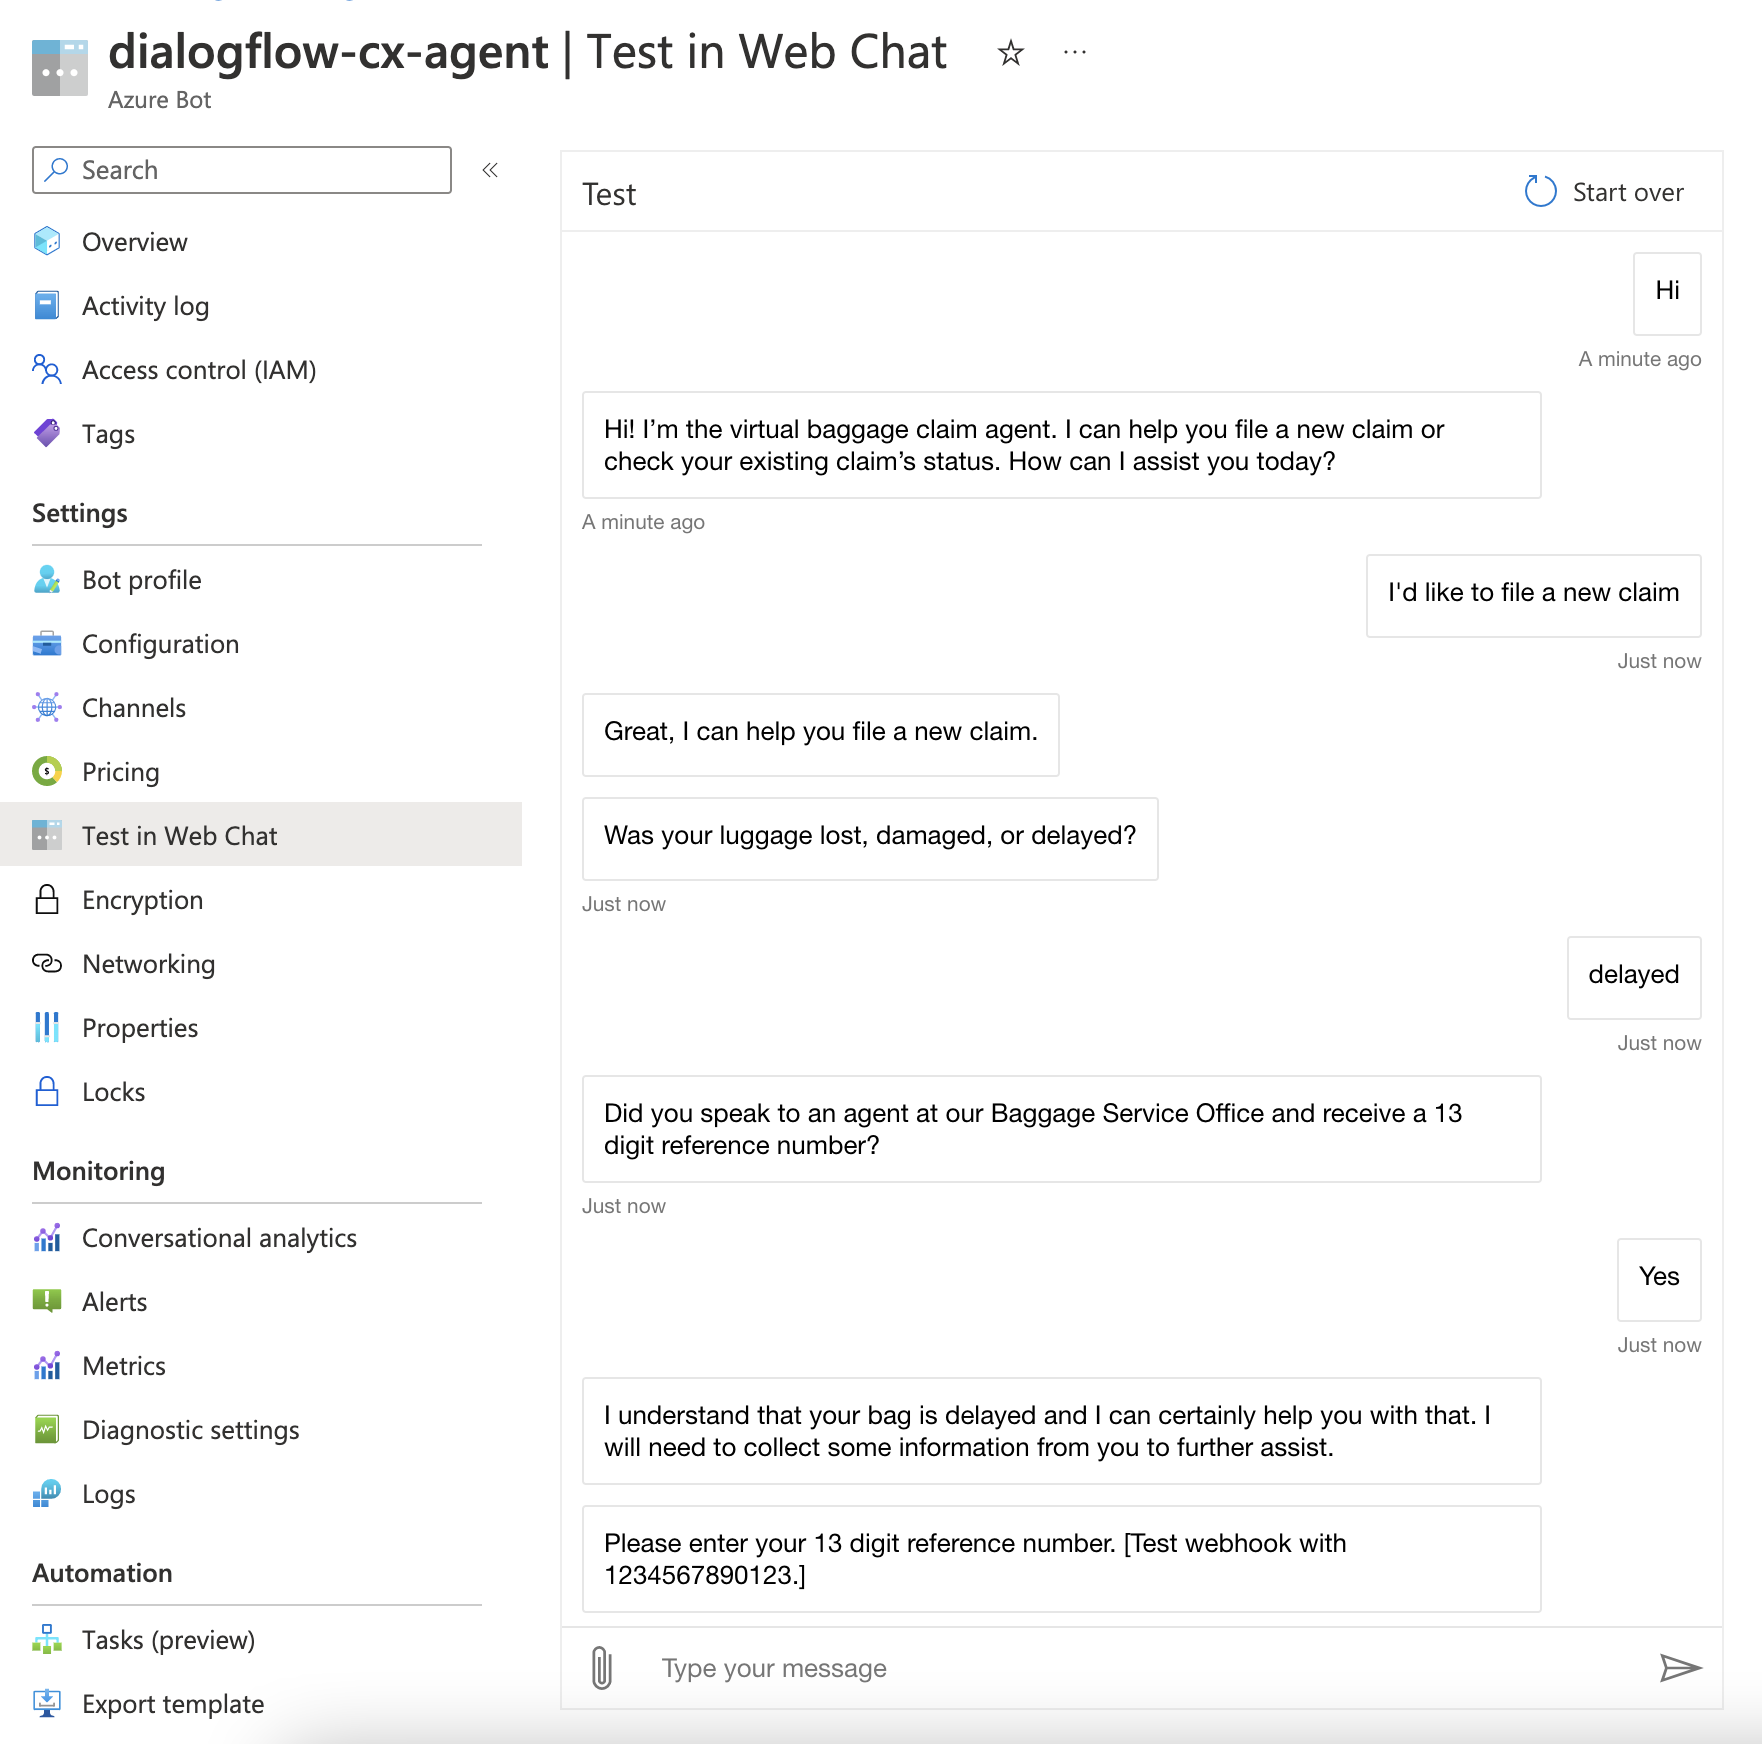 dialogflow-cx-agent | Test in Web Chat
Azure Bot
Search
Overview
Activity log
Access control (IAM)
Tags
Settings
Bot profile
Configuration
Channels
Pricing
Test in Web Chat
Encryption
Networking
Properties
Locks
Monitoring
Conversational analytics
Alerts
Metrics
Diagnostic settings
Logs
Automation
Tasks (preview)
Export template
Test
Start over
Hi
A minute ago
Hi! I’m the virtual baggage claim agent. I can help you file a new claim or
check your existing claim’s status. How can I assist you today?
A minute ago
I'd like to file a new claim
Just now
Great, I can help you file a new claim.
Was your luggage lost, damaged, or delayed?
Just now
delayed
Just now
Did you speak to an agent at our Baggage Service Office and receive a 13
digit reference number?
Just now
Yes
Just now
I understand that your bag is delayed and I can certainly help you with that. I
will need to collect some information from you to further assist.
Please enter your 13 digit reference number. [Test webhook with
1234567890123.]
Type your message